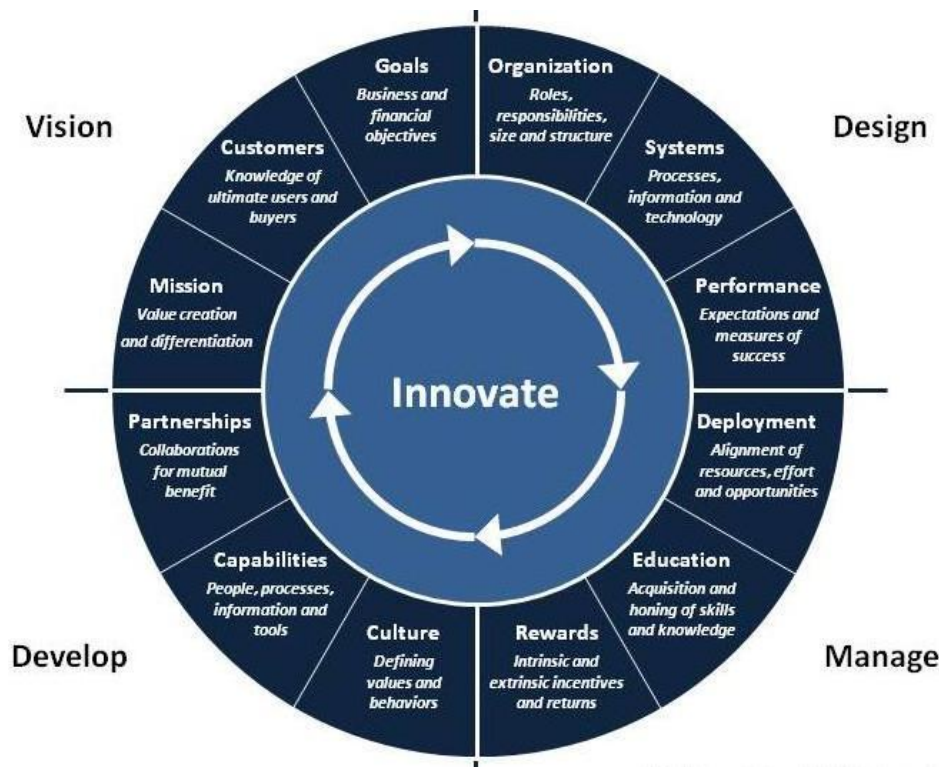 Vision
Goals
Business and
financial
objectives
Customers
Knowledge of
ultimate users and
buyers
Mission
Value creation
and differentiation
Design
Organization
Roles,
responsibilities,
size and structure
Systems
Processes,
information and
technology
Performance
Expectations and
measures of
success
Innovate
Manage
Deployment
Alignment of
resources, effort
and opportunities
Education
Acquisition and
honing of skills
and knowledge
Rewards
Intrinsic and
extrinsic incentives
and returns
Develop
Culture
Defining
values and
behaviors
Capabilities
People, processes,
information and
tools
Partnerships
Collaborations
for mutual
benefit